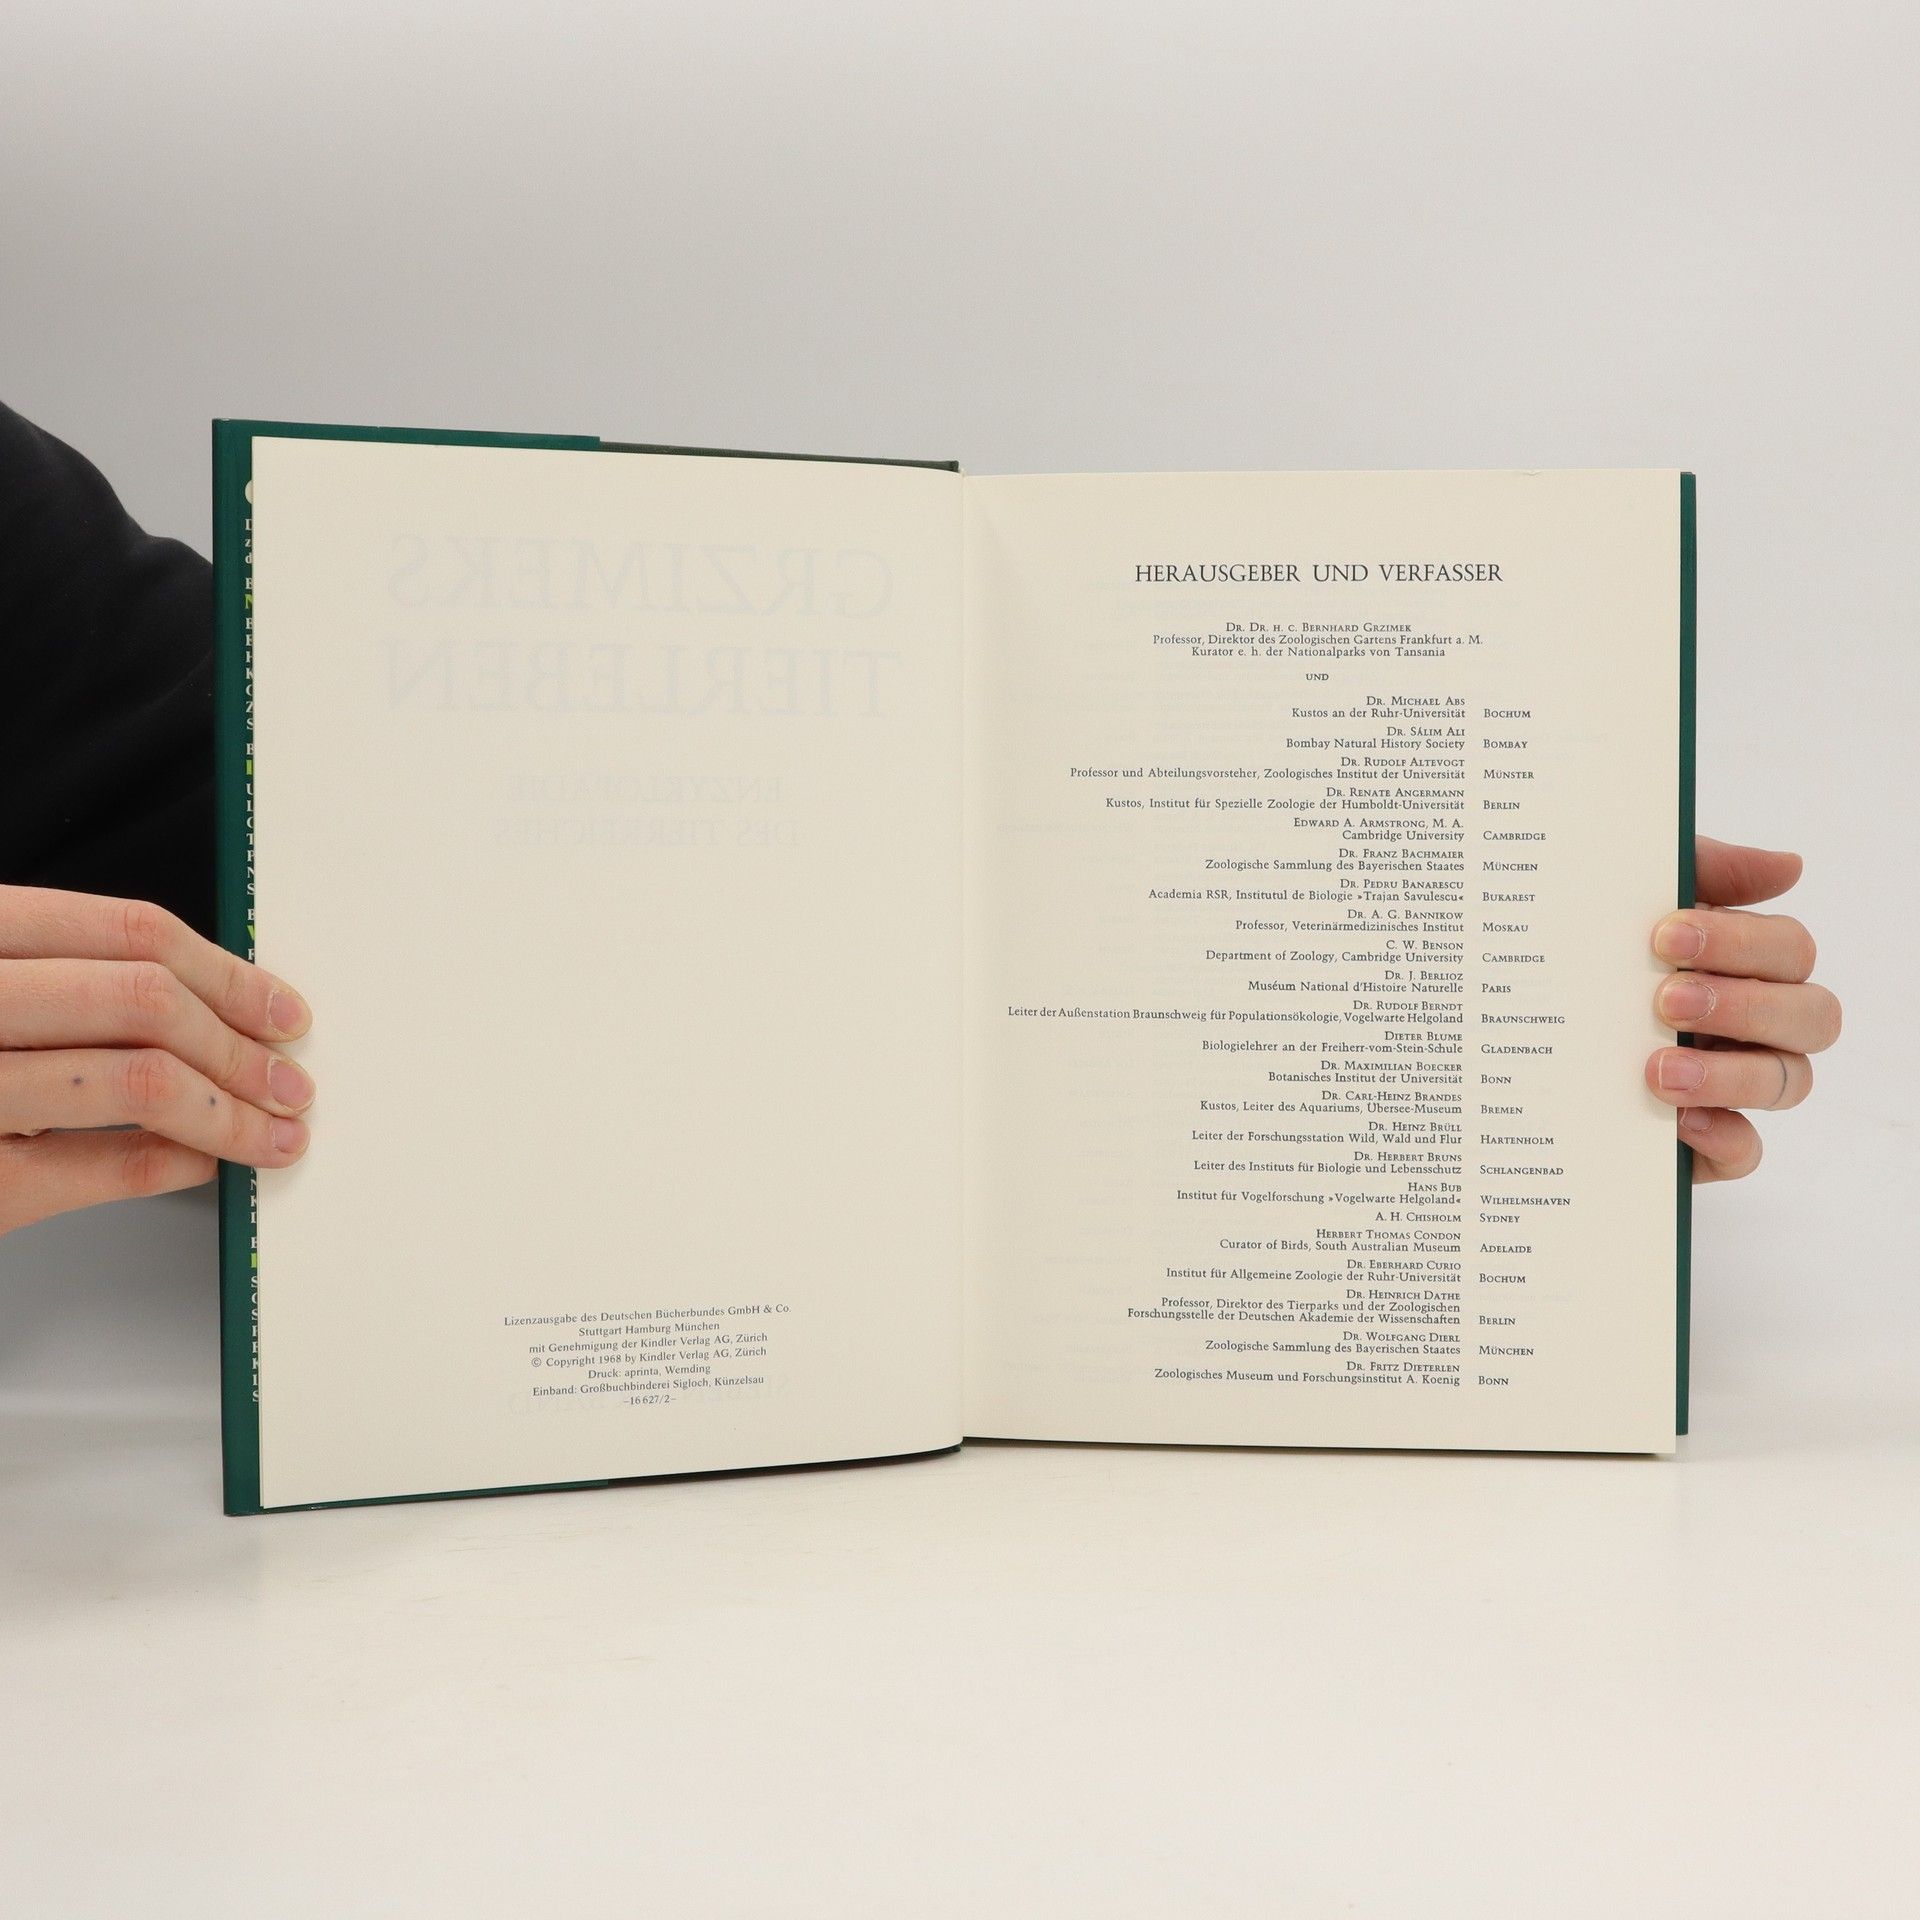 GRZIMEKS
TIERLEBEN
Lizenzausgabe des Deutschen Bücherbundes GmbH & Co.
Stuttgart Hamburg München
mit Genehmigung der Kindler Verlag AG, Zürich
© Copyright 1968 by Kindler Verlag AG, Zürich
Druck: aprinta, Wemding
Einband: Großbuchbinderei Sigloch, Künzelsau
–16 627/2–
HERAUSGEBER UND VERFASSER
DR. DR. H. C. BERNHARD GRZIMEK
Professor, Direktor des Zoologischen Gartens Frankfurt a. M.
Kurator e. h. der Nationalparks von Tansania
UND
DR. MICHAEL ABS
Kustos an der Ruhr-Universität BOCHUM
DR. SÁLIM ALI
Bombay Natural History Society BOMBAY
DR. RUDOLF ALTEVOGT
Professor und Abteilungsvorsteher, Zoologisches Institut der Universität MÜNSTER
DR. RENATE ANGERMANN
Kustos, Institut für Spezielle Zoologie der Humboldt-Universität BERLIN
EDWARD A. ARMSTRONG, M. A.
Cambridge University CAMBRIDGE
DR. FRANZ BACHMAIER
Zoologische Sammlung des Bayerischen Staates MÜNCHEN
DR. PEDRU BANARESCU
Academia RSR, Institutul de Biologie »Trajan Savulescu« BUKAREST
DR. A. G. BANNIKOW
Professor, Veterinärmedizinisches Institut MOSKAU
C. W. BENSON
Department of Zoology, Cambridge University CAMBRIDGE
DR. J. BERLIOZ
Muséum National d'Histoire Naturelle PARIS
DR. RUDOLF BERNDT
Leiter der Außenstation Braunschweig für Populationsökologie, Vogelwarte Helgoland BRAUNSCHWEIG
DIETER BLUME
Biologielehrer an der Freiherr-vom-Stein-Schule GLADENBACH
DR. MAXIMILIAN BOECKER
Botanisches Institut der Universität BONN
DR. CARL-HEINZ BRANDES
Kustos, Leiter des Aquariums, Übersee-Museum BREMEN
DR. HEINZ BRÜLL
Leiter der Forschungsstation Wild, Wald und Flur HARTENHOLM
DR. HERBERT BRUNS
Leiter des Instituts für Biologie und Lebensschutz SCHLANGENBAD
HANS BUB
Institut für Vogelforschung »Vogelwarte Helgoland« WILHELMSHAVEN
A. H. CHISHOLM SYDNEY
HERBERT THOMAS CONDON
Curator of Birds, South Australian Museum ADELAIDE
DR. EBERHARD CURIO
Institut für Allgemeine Zoologie der Ruhr-Universität BOCHUM
DR. HEINRICH DATHE
Professor, Direktor des Tierparks und der Zoologischen
Forschungsstelle der Deutschen Akademie der Wissenschaften BERLIN
DR. WOLFGANG DIERL
Zoologische Sammlung des Bayerischen Staates MÜNCHEN
DR. FRITZ DIETERLEN
Zoologisches Museum und Forschungsinstitut A. Koenig BONN